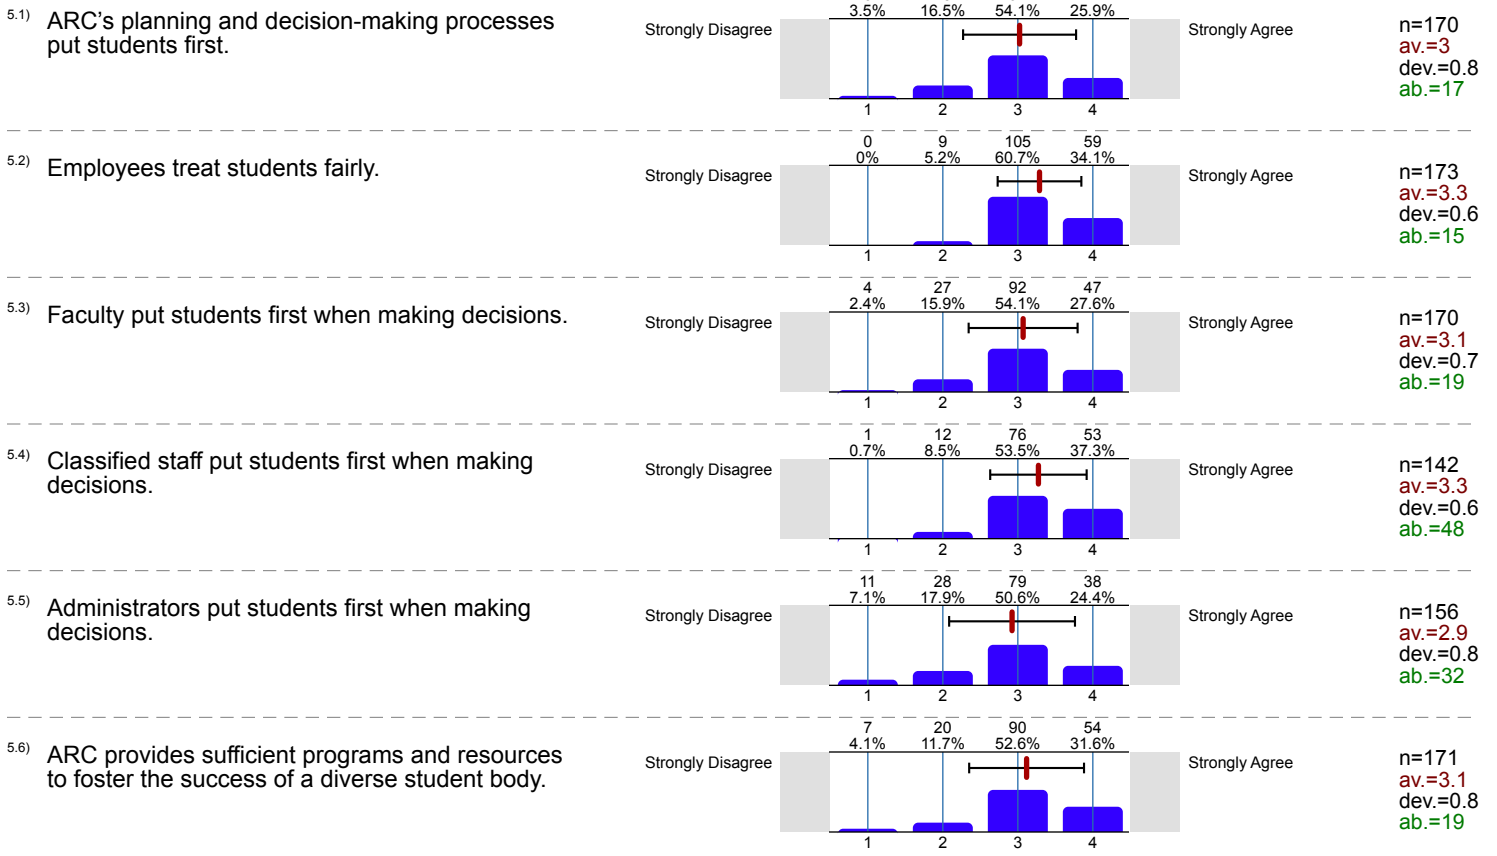 3.5% 16.5% 54.1% 25.9%
5.1) ARC's planning and decision-making processes
put students first.
Strongly Disagree
Strongly Agree
n=170
av.=3
dev.=0.8
ab.=17
1 2 3 4
0 9 105 59
0% 5.2% 60.7% 34.1%
5.2) Employees treat students fairly.
Strongly Disagree
Strongly Agree
n=173
av.=3.3
dev.=0.6
ab.=15
1 2 3 4
4 27 92 47
2.4% 15.9% 54.1% 27.6%
5.3) Faculty put students first when making decisions.
Strongly Disagree
Strongly Agree
n=170
av.=3.1
dev.=0.7
ab.=19
1 2 3 4
1 12 76 53
0.7% 8.5% 53.5% 37.3%
5.4) Classified staff put students first when making
decisions.
Strongly Disagree
Strongly Agree
n=142
av.=3.3
dev.=0.6
ab.=48
1 2 3 4
11 28 79 38
7.1% 17.9% 50.6% 24.4%
5.5) Administrators put students first when making
decisions.
Strongly Disagree
Strongly Agree
n=156
av.=2.9
dev.=0.8
ab.=32
1 2 3 4
7 20 90 54
4.1% 11.7% 52.6% 31.6%
5.6) ARC provides sufficient programs and resources
to foster the success of a diverse student body.
Strongly Disagree
Strongly Agree
n=171
av.=3.1
dev.=0.8
ab.=19
1 2 3 4